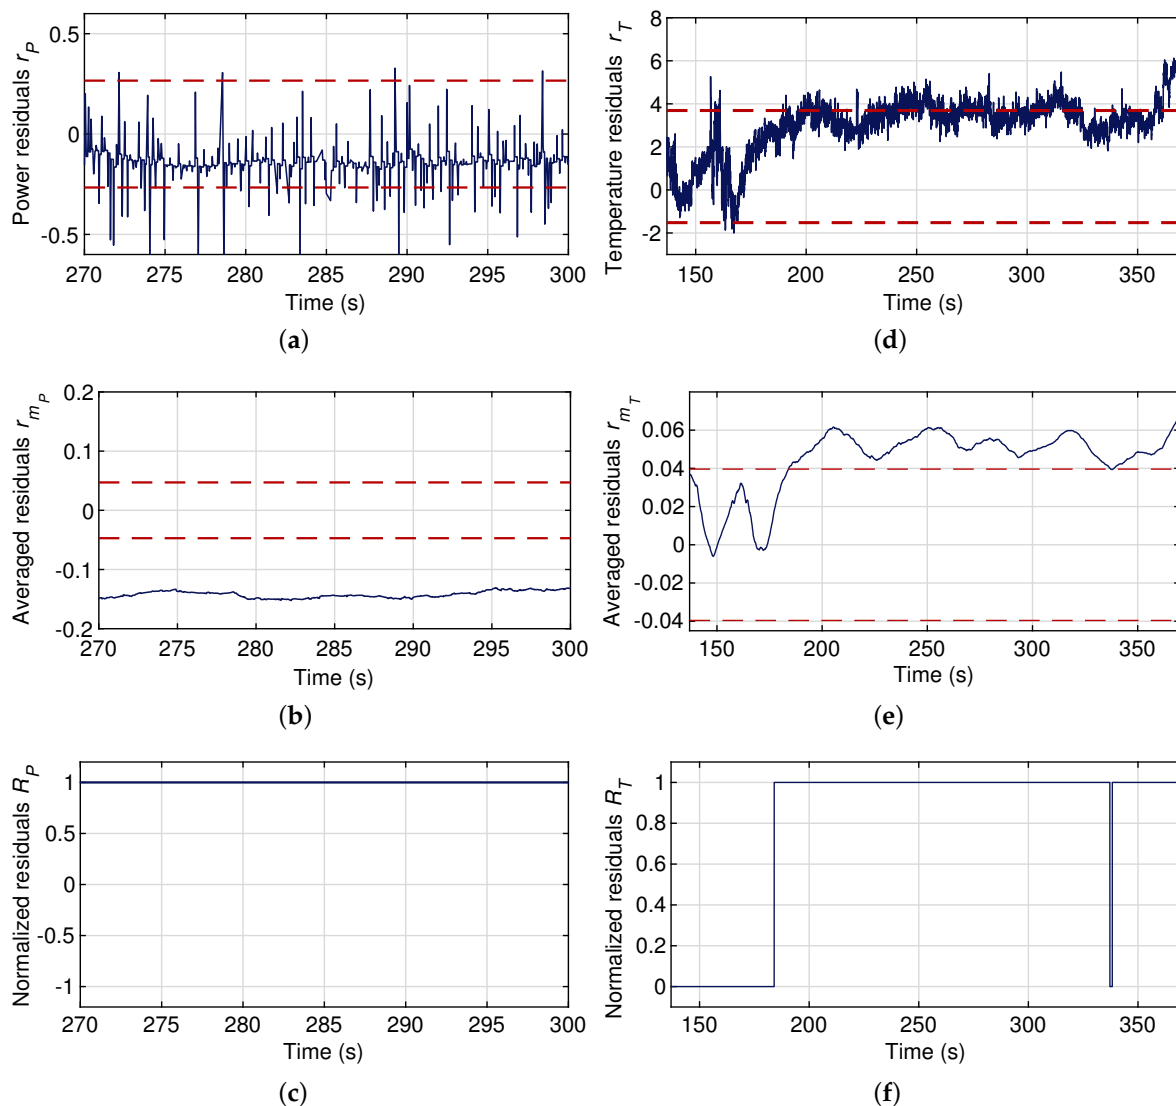 Power residuals r_P
0.5
0
-0.5
270 275 280 285 290 295 300
Time (s)
(a)
Temperature residuals r_T
8
6
4
2
0
-2
150 200 250 300 350
Time (s)
(d)
Averaged residuals r_{m_P}
0.2
0.1
0
-0.1
-0.2
270 275 280 285 290 295 300
Time (s)
(b)
Averaged residuals r_{m_T}
0.06
0.04
0.02
0
-0.02
-0.04
150 200 250 300 350
Time (s)
(e)
Normalized residuals R_P
1
0.5
0
-0.5
-1
270 275 280 285 290 295 300
Time (s)
(c)
Normalized residuals R_T
1
0.8
0.6
0.4
0.2
0
150 200 250 300 350
Time (s)
(f)